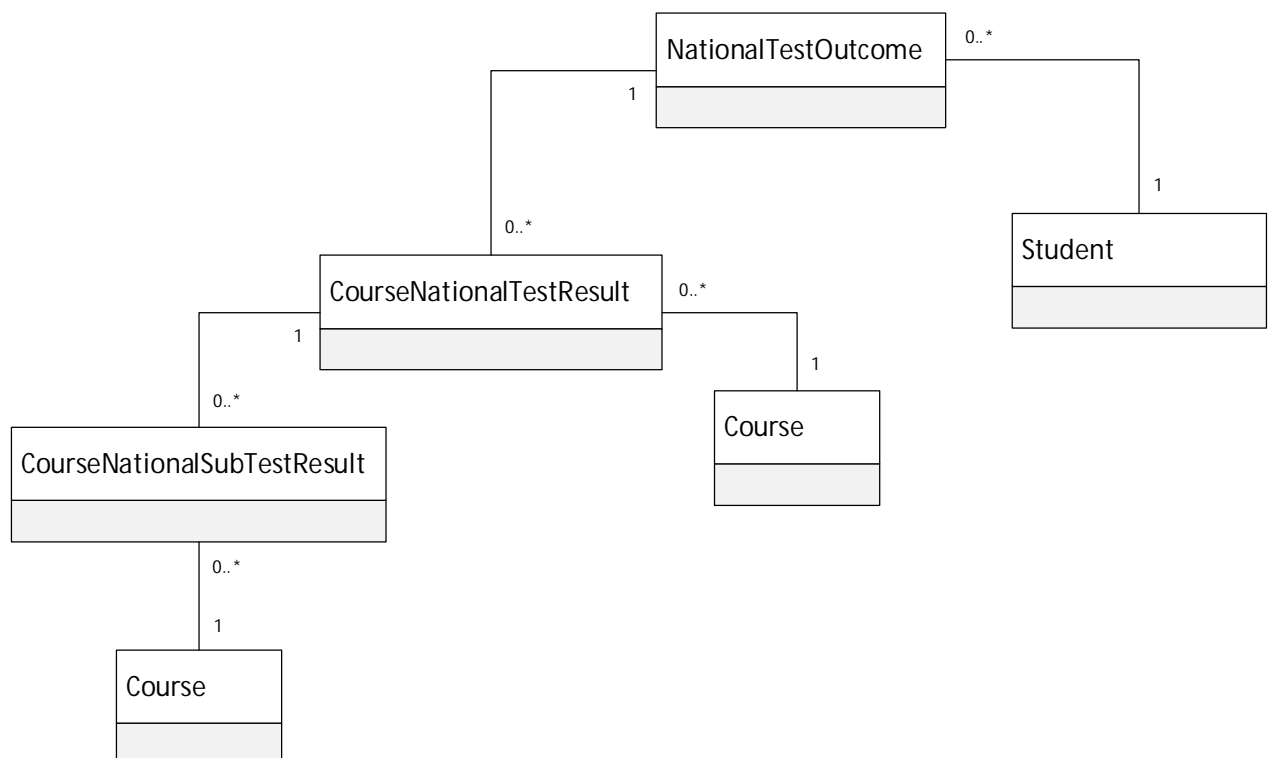 NationalTestOutcome
0..*
1
1
0..*
Student
CourseNationalTestResult
0..*
1
1
0..*
Course
CourseNationalSubTestResult
0..*
1
Course